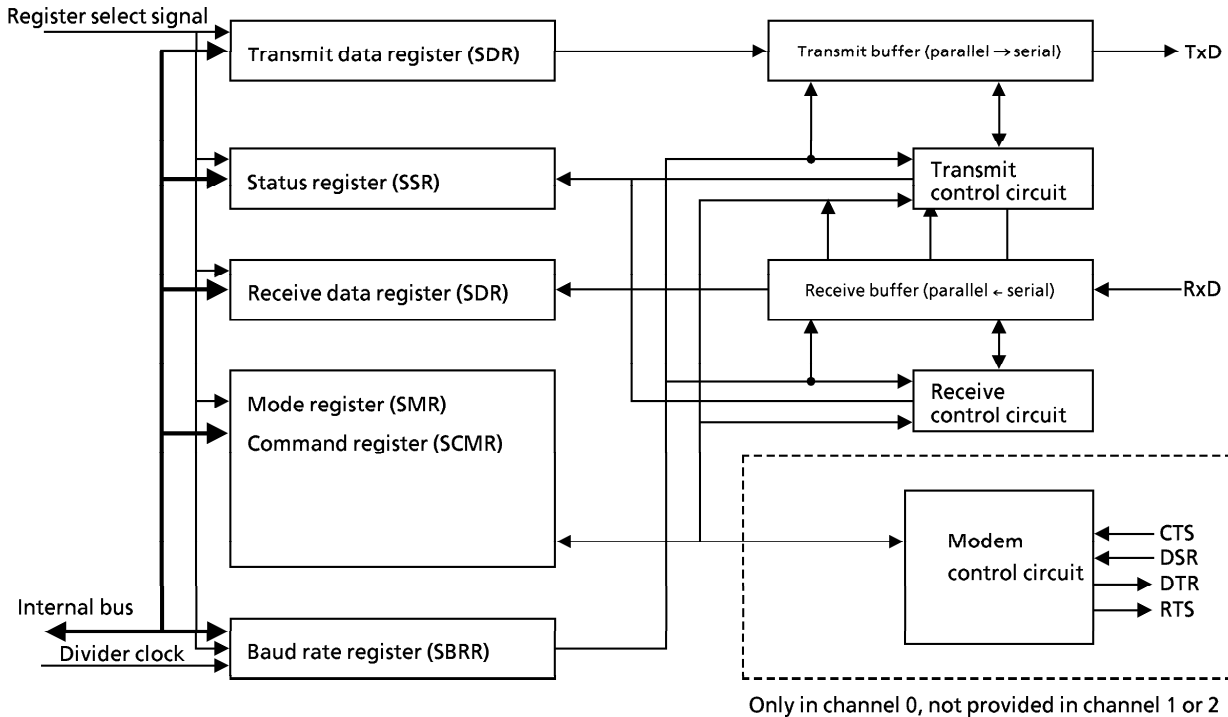 Register select signal
Transmit data register (SDR)
Transmit buffer (parallel → serial)
TxD
Status register (SSR)
Transmit
control circuit
Receive data register (SDR)
Receive buffer (parallel ← serial)
RxD
Mode register (SMR)
Command register (SCMR)
Receive
control circuit
Modem
control circuit
CTS
DSR
DTR
RTS
Internal bus
Divider clock
Baud rate register (SBRR)
Only in channel 0, not provided in channel 1 or 2